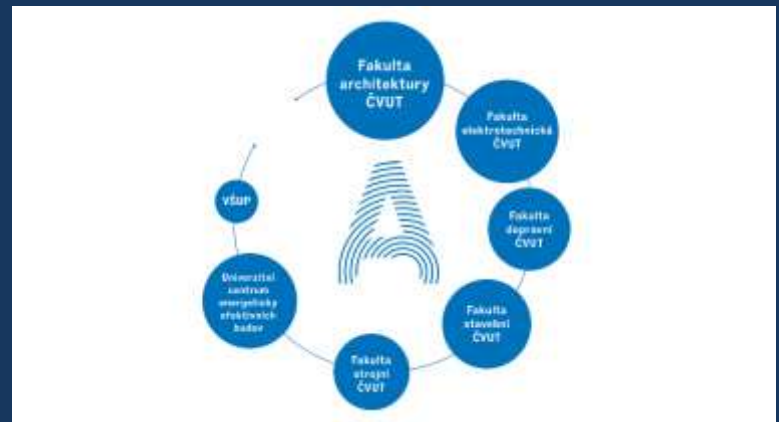 Fakulta
architektury
ČVUT
Fakulta
elektrotechnická
ČVUT
Fakulta
dopravní
ČVUT
Fakulta
stavební
ČVUT
Fakulta
strojní
ČVUT
Univerzitní
centrum
energeticky
efektivních
budov
VŠUP
A